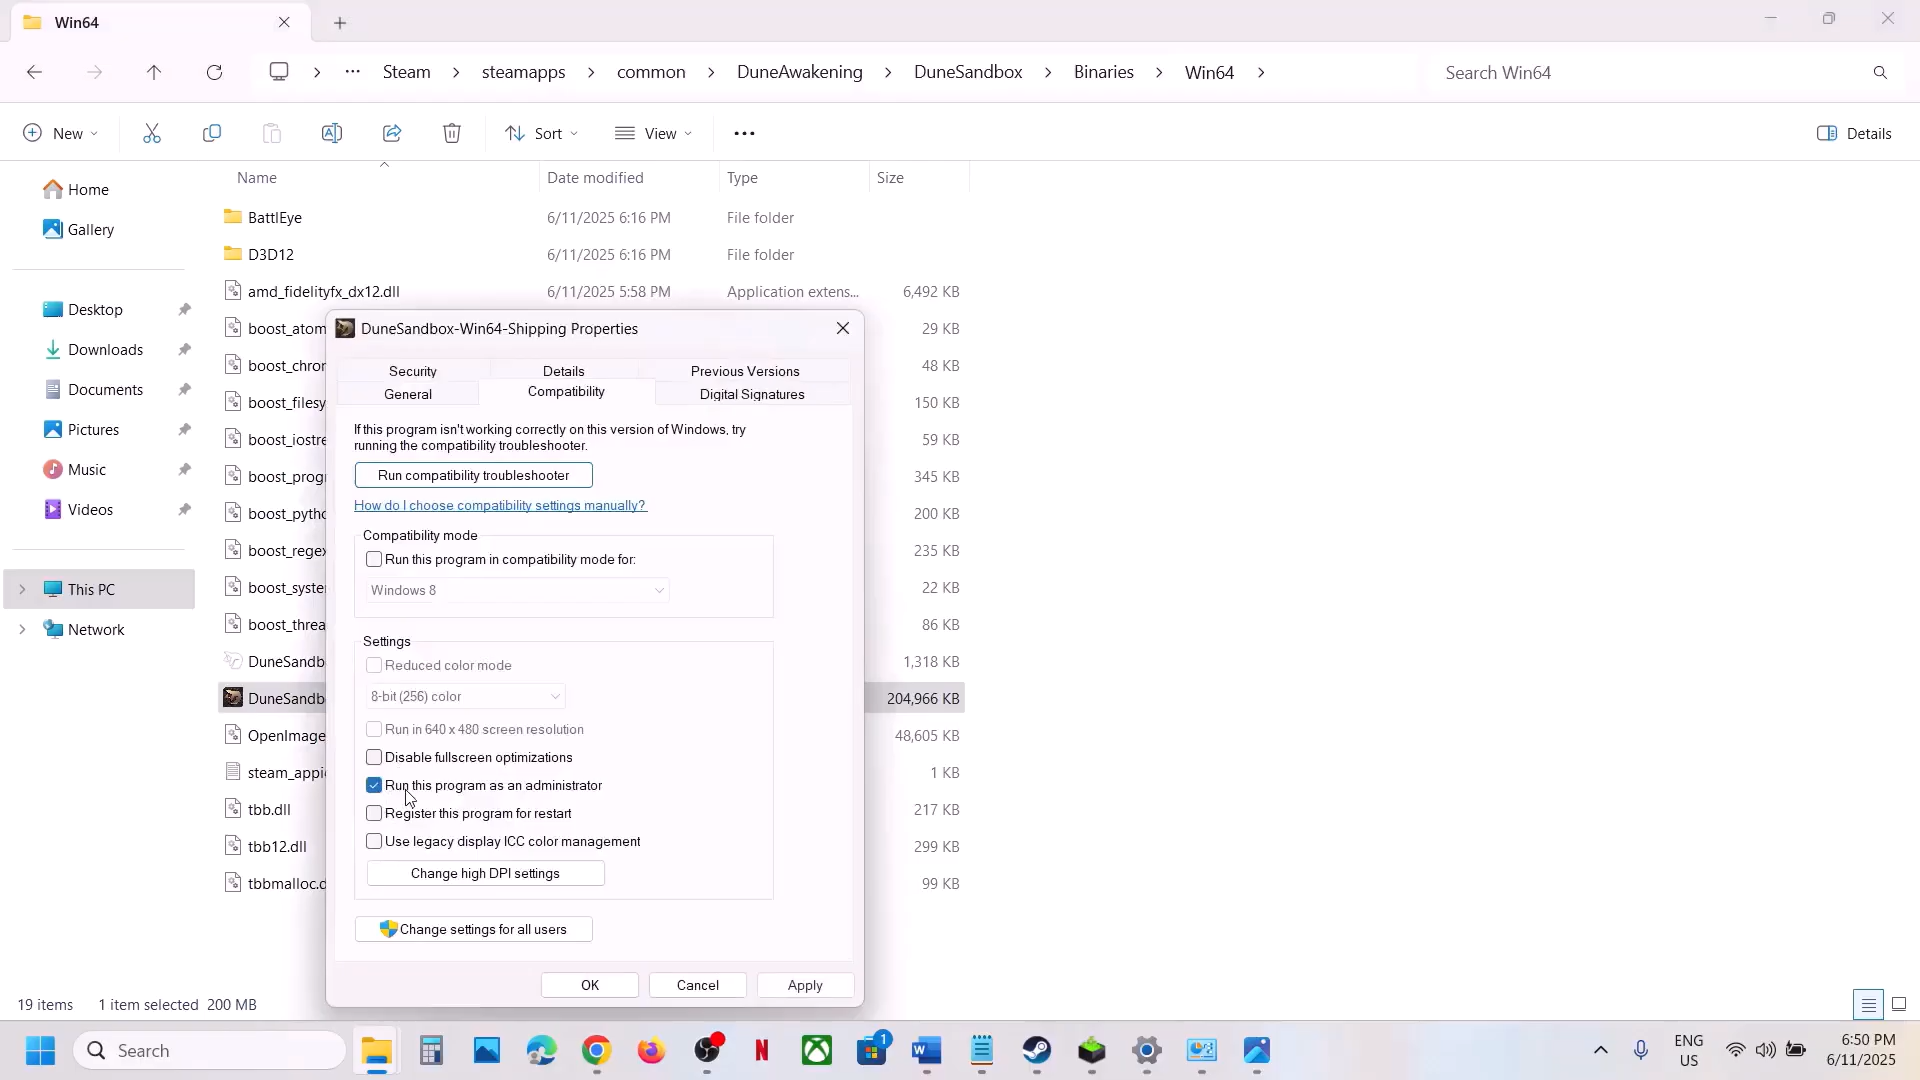 Win64
Steam > steamapps > common > DuneAwakening > DuneSandbox > Binaries > Win64 >
Search Win64
New
Sort
View
Details
Name Date modified Type Size
Home
Gallery
Desktop
Downloads
Documents
Pictures
Music
Videos
This PC
Network
BattlEye 6/11/2025 6:16 PM File folder
D3D12 6/11/2025 6:16 PM File folder
amd_fidelityfx_dx12.dll 6/11/2025 5:58 PM Application extens... 6,492 KB
boost_atom 29 KB
boost_chror 48 KB
boost_filesy 150 KB
boost_iostre 59 KB
boost_progr 345 KB
boost_pytho 200 KB
boost_regex 235 KB
boost_syste 22 KB
boost_threa 86 KB
DuneSandb 1,318 KB
DuneSandb 204,966 KB
OpenImage 48,605 KB
steam_appi 1 KB
tbb.dll 217 KB
tbb12.dll 299 KB
tbbmalloc.d 99 KB
DuneSandbox-Win64-Shipping Properties
Security Details Previous Versions
General Compatibility Digital Signatures
If this program isn't working correctly on this version of Windows, try
running the compatibility troubleshooter.
Run compatibility troubleshooter
How do I choose compatibility settings manually?
Compatibility mode
Run this program in compatibility mode for:
Windows 8
Settings
Reduced color mode
8-bit (256) color
Run in 640 x 480 screen resolution
Disable fullscreen optimizations
Run this program as an administrator
Register this program for restart
Use legacy display ICC color management
Change high DPI settings
Change settings for all users
OK Cancel Apply
19 items 1 item selected 200 MB
Search
1
ENG
US
6:50 PM
6/11/2025